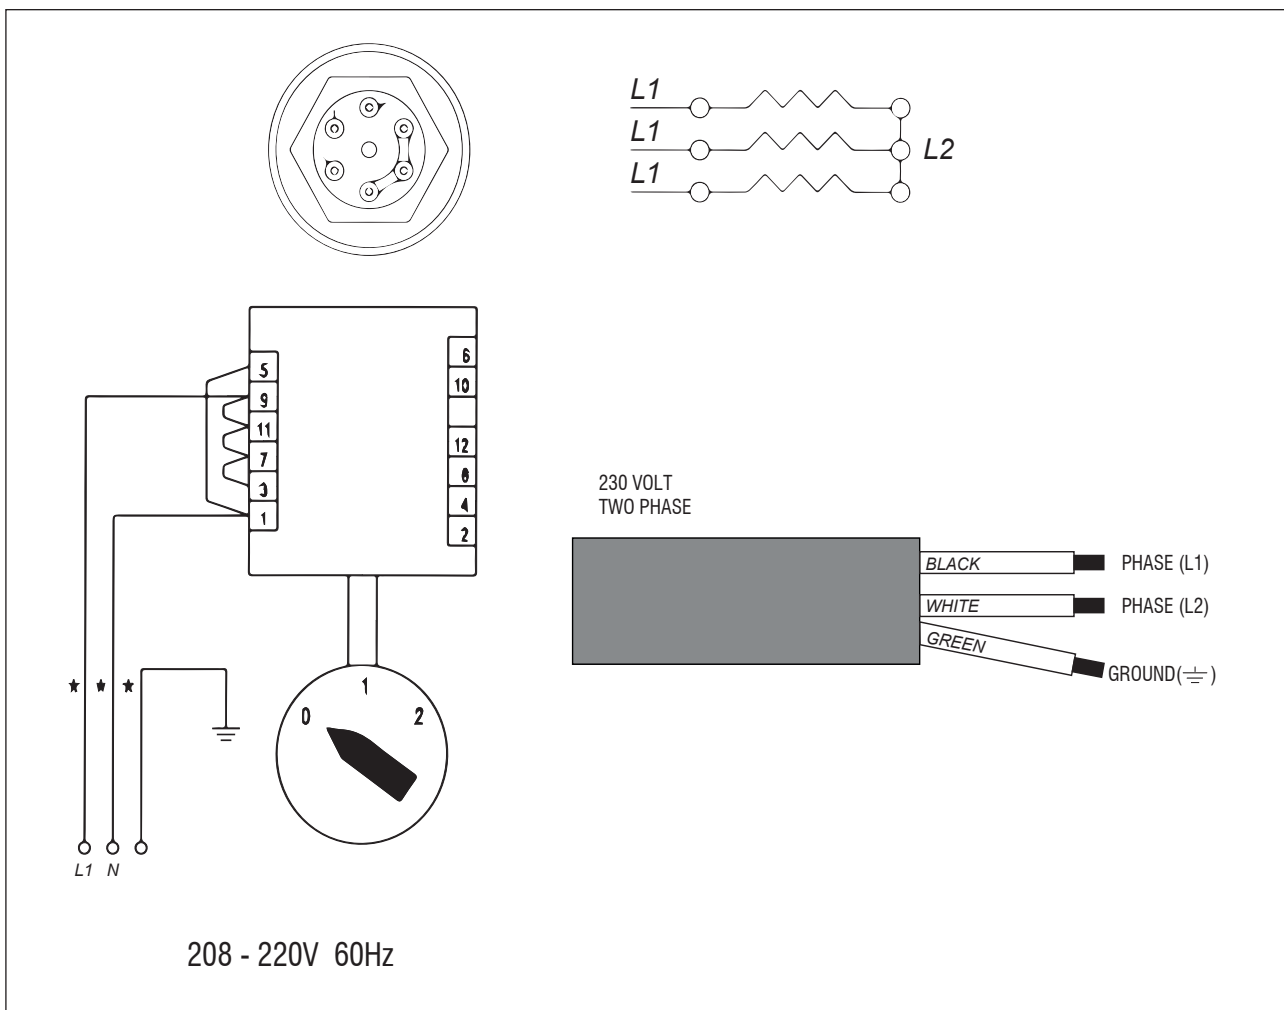 L1
L1
L2
L1
5
9
11
7
3
1
6
10
12
8
4
2
230 VOLT
TWO PHASE
BLACK PHASE (L1)
WHITE PHASE (L2)
GREEN
GROUND( )
1
0 2
L1 N
208 - 220V 60Hz